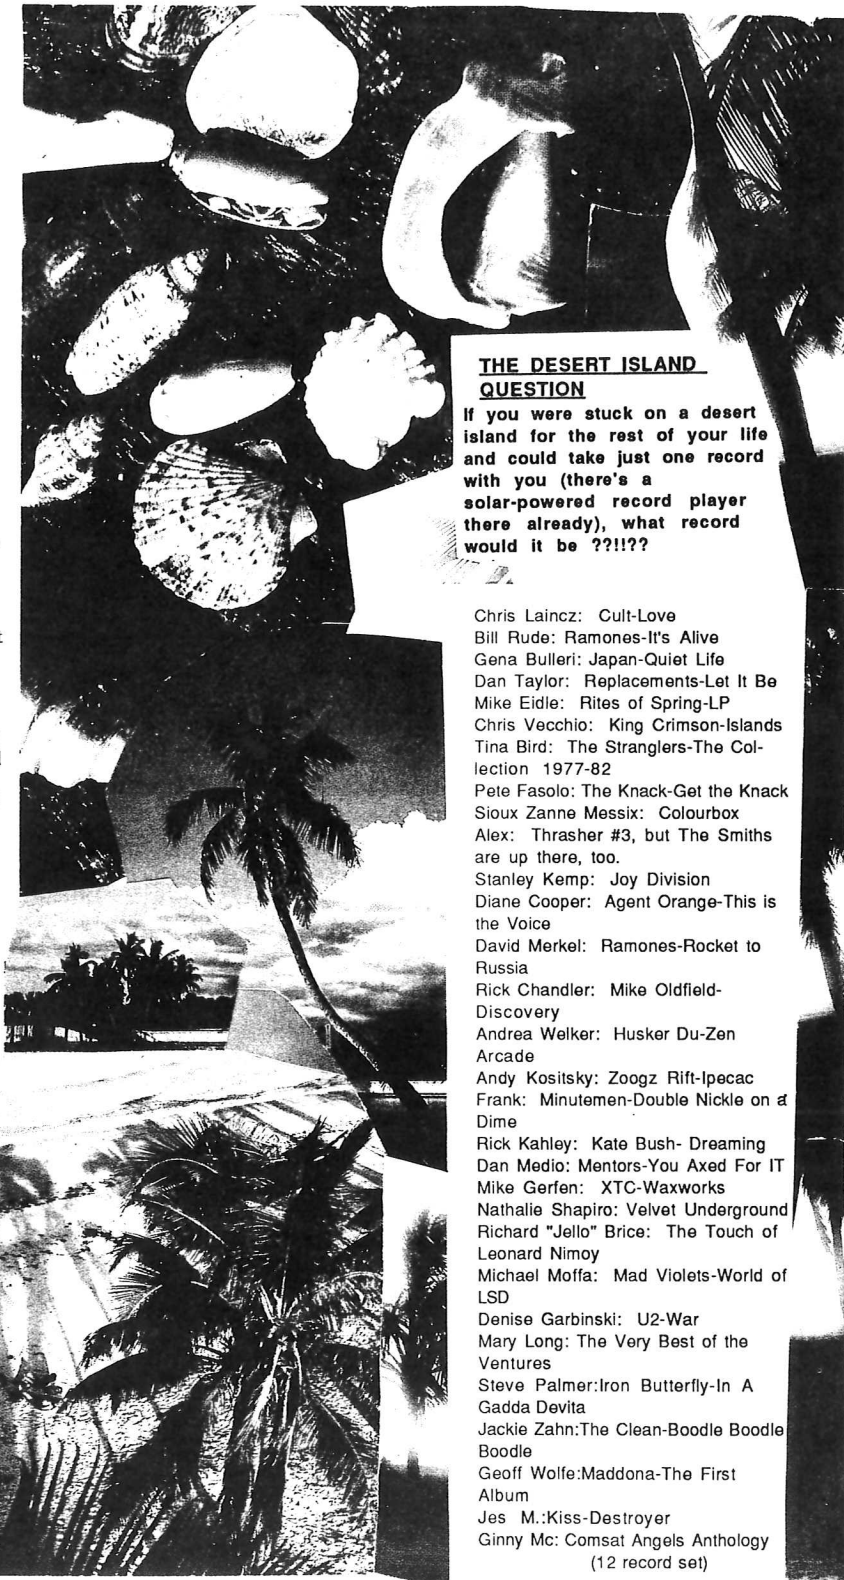 THE DESERT ISLAND
QUESTION
If you were stuck on a desert
island for the rest of your life
and could take just one record
with you (there's a
solar-powered record player
there already), what record
would it be ??!!??
Chris Laincz: Cult-Love
Bill Rude: Ramones-It's Alive
Gena Bulleri: Japan-Quiet Life
Dan Taylor: Replacements-Let It Be
Mike Eidle: Rites of Spring-LP
Chris Vecchio: King Crimson-Islands
Tina Bird: The Stranglers-The Col-
lection 1977-82
Pete Fasolo: The Knack-Get the Knack
Sioux Zanne Messix: Colourbox
Alex: Thrasher #3, but The Smiths
are up there, too.
Stanley Kemp: Joy Division
Diane Cooper: Agent Orange-This is
the Voice
David Merkel: Ramones-Rocket to
Russia
Rick Chandler: Mike Oldfield-
Discovery
Andrea Welker: Husker Du-Zen
Arcade
Andy Kositsky: Zoogz Rift-Ipecac
Frank: Minutemen-Double Nickle on a
Dime
Rick Kahley: Kate Bush- Dreaming
Dan Medio: Mentors-You Axed For IT
Mike Gerfen: XTC-Waxworks
Nathalie Shapiro: Velvet Underground
Richard "Jello" Brice: The Touch of
Leonard Nimoy
Michael Moffa: Mad Violets-World of
LSD
Denise Garbinski: U2-War
Mary Long: The Very Best of the
Ventures
Steve Palmer:Iron Butterfly-In A
Gadda Devita
Jackie Zahn:The Clean-Boodle Boodle
Boodle
Geoff Wolfe:Maddona-The First
Album
Jes M.:Kiss-Destroyer
Ginny Mc: Comsat Angels Anthology
(12 record set)